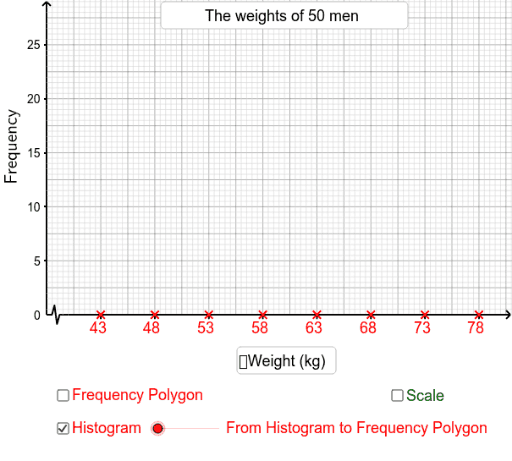 The weights of 50 men
25
20
15
10
5
0
Frequency
43 48 53 58 63 68 73 78
Weight (kg)
Frequency Polygon
Scale
Histogram
From Histogram to Frequency Polygon